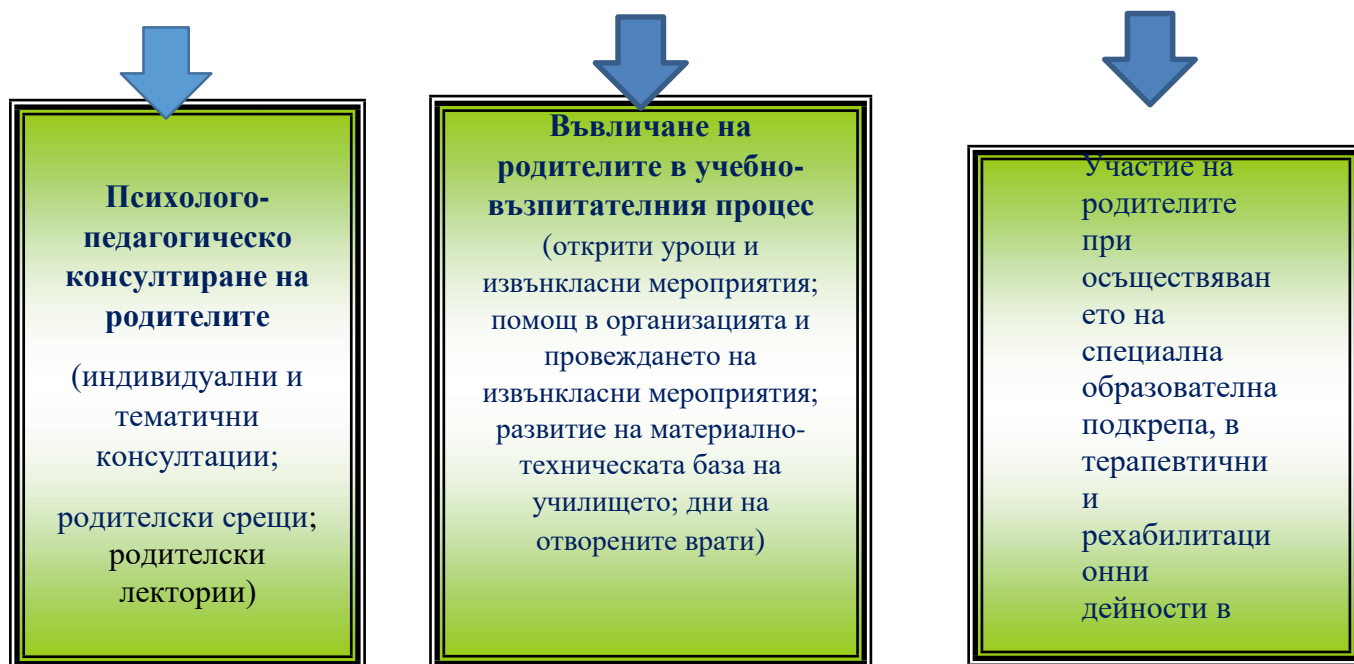 Психолого-
педагогическо
консултиране на
родителите
(индивидуални и
тематични
консултации;
родителски срещи;
родителски
лектории)
Въвличане на
родителите в учебно-
възпитателния процес
(открити уроци и
извънкласни мероприятия;
помощ в организацията и
провеждането на
извънкласни мероприятия;
развитие на материално-
техническата база на
училището; дни на
отворените врати)
Участие на
родителите
при
осъществяван
ето на
специална
образователна
подкрепа, в
терапевтични
и
рехабилитаци
онни
дейности в